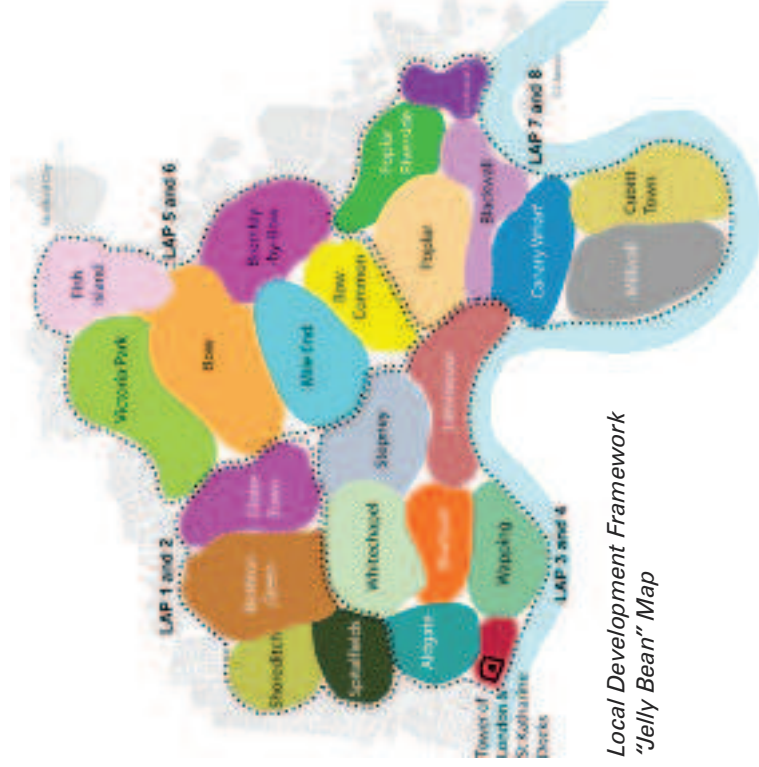 Fish
Island
LAP 5 and 6
Victoria Park
Bow
Bromley
by-Bow
Poplar
Riverside
Bow
Common
Mile End
Poplar
Blackwall
LAP 7 and 8
Canary Wharf
Cubitt
Town
Millwall
LAP 1 and 2
Globe
Town
Bethnal
Green
Stepney
Limehouse
Whitechapel
Shadwell
Wapping
LAP 3 and 4
Shoreditch
Spitalfields
Aldgate
Tower of
London &
St Katharine
Docks
Local Development Framework
"Jelly Bean" Map